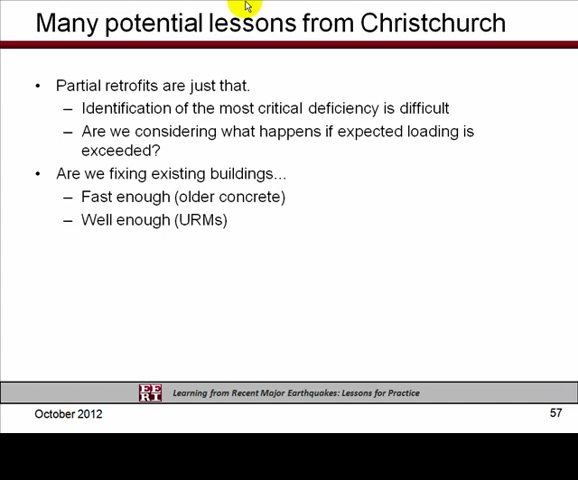 Many potential lessons from Christchurch
• Partial retrofits are just that.
– Identification of the most critical deficiency is difficult
– Are we considering what happens if expected loading is
exceeded?
• Are we fixing existing buildings...
– Fast enough (older concrete)
– Well enough (URMs)
EE
RI
Learning from Recent Major Earthquakes: Lessons for Practice
October 2012
57